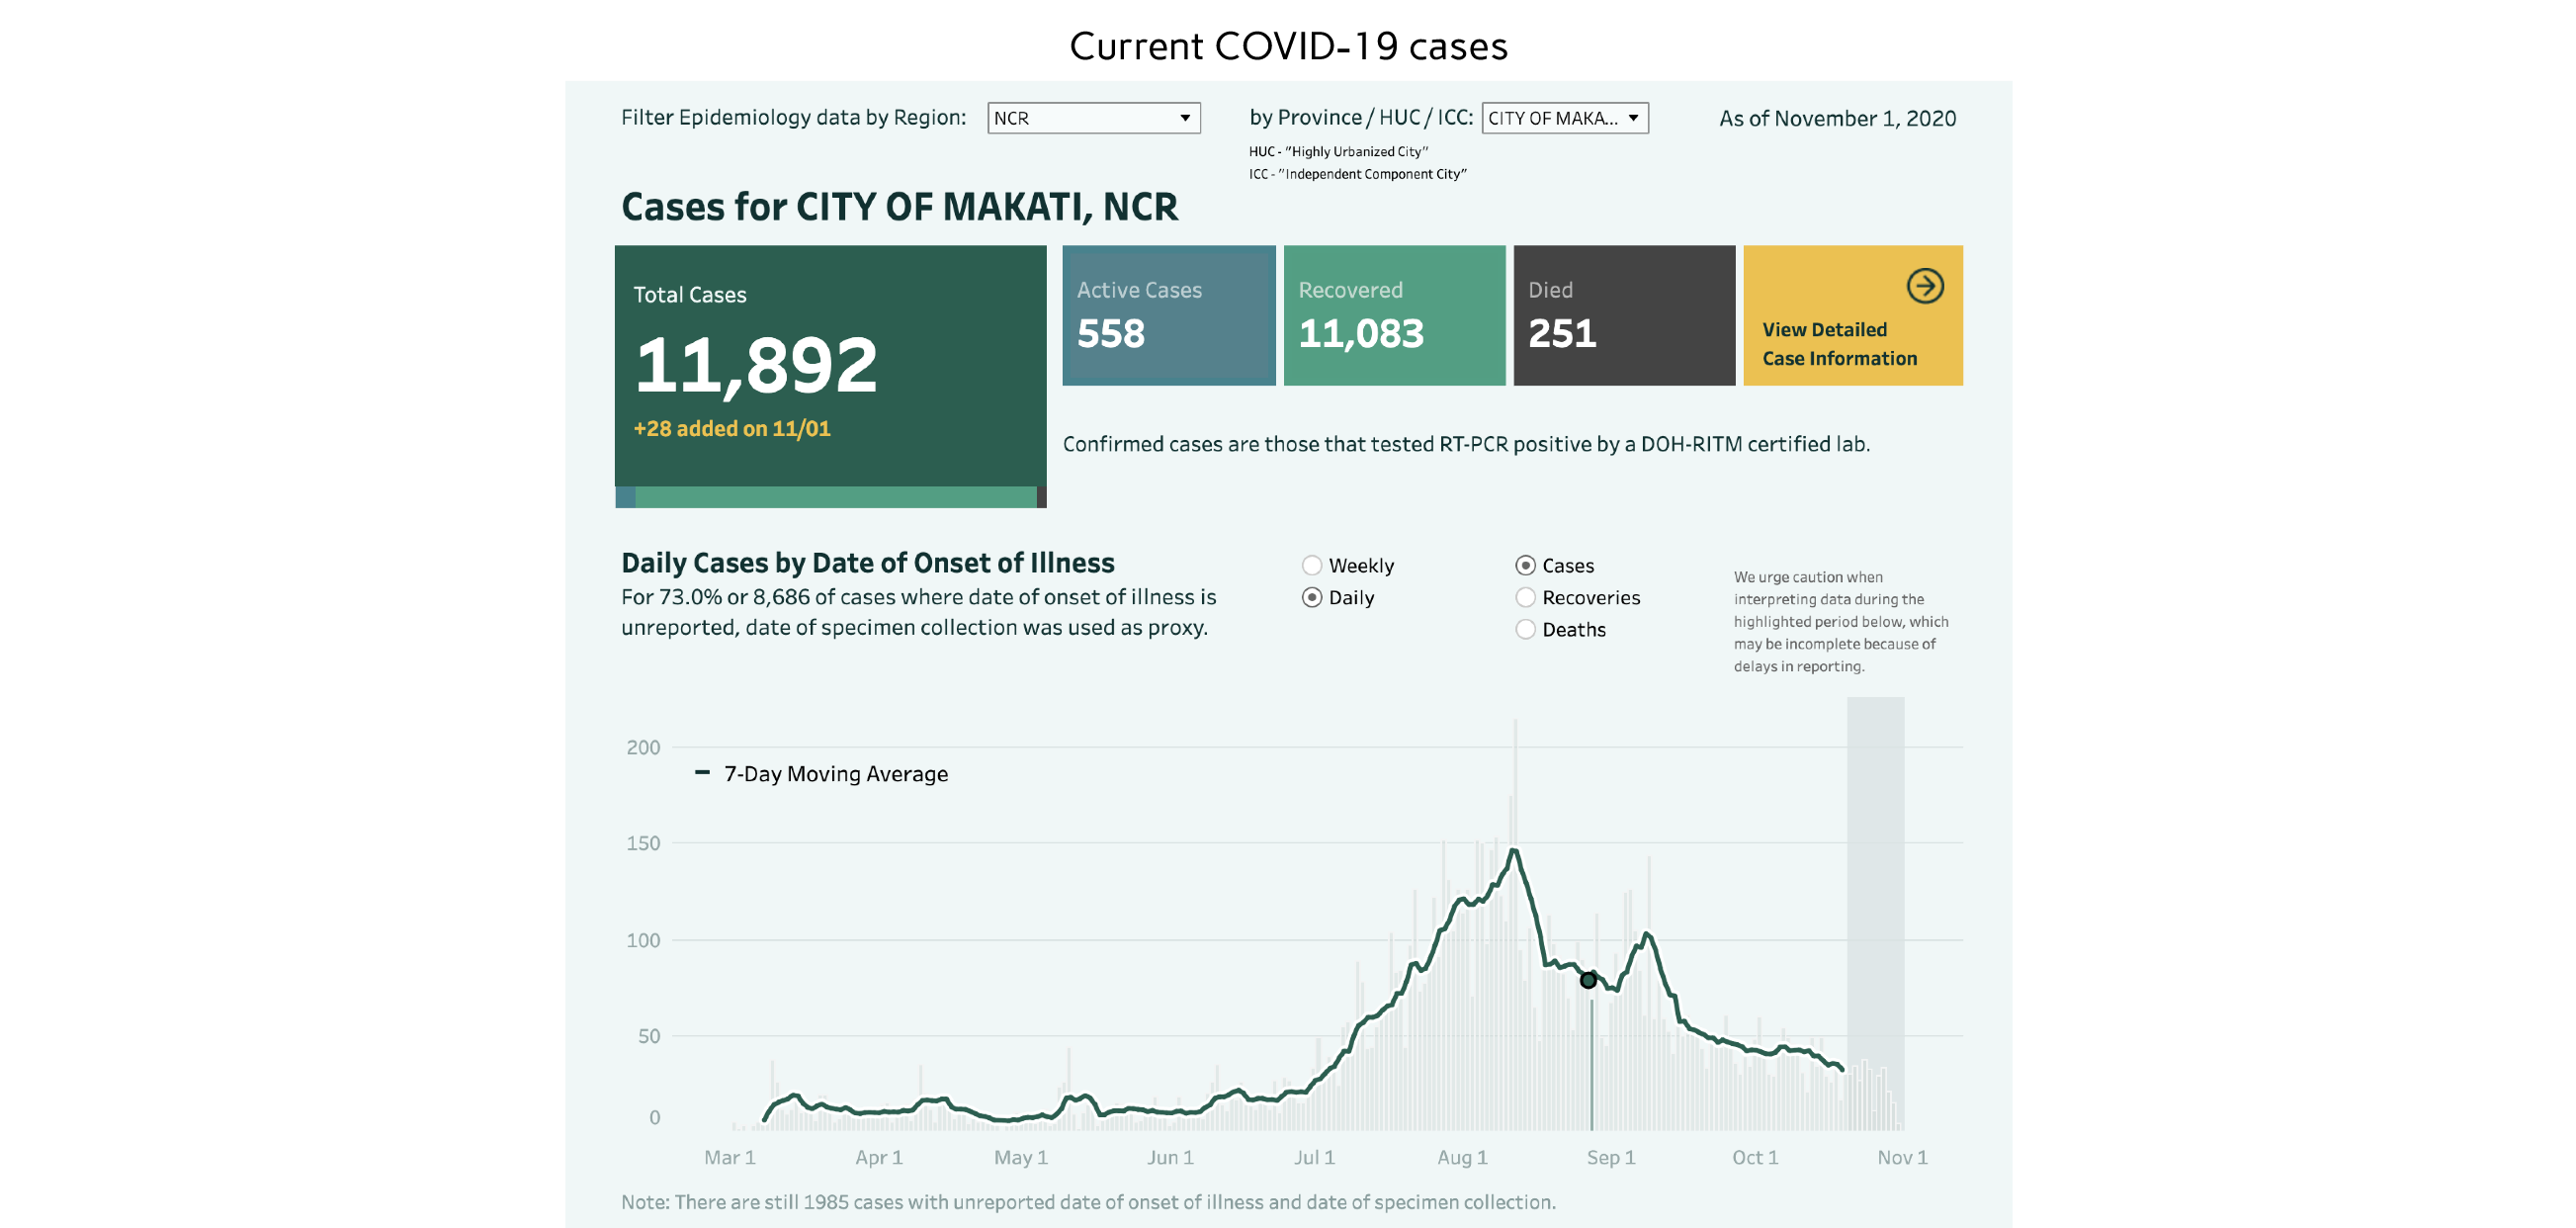 Current COVID-19 cases
Filter Epidemiology data by Region: NCR by Province / HUC / ICC: CITY OF MAKA... As of November 1, 2020
HUC - "Highly Urbanized City"
ICC - "Independent Component City"
Cases for CITY OF MAKATI, NCR
Total Cases
11,892
+28 added on 11/01
Active Cases
558
Recovered
11,083
Died
251
View Detailed
Case Information
Confirmed cases are those that tested RT-PCR positive by a DOH-RITM certified lab.
Daily Cases by Date of Onset of Illness
For 73.0% or 8,686 of cases where date of onset of illness is
unreported, date of specimen collection was used as proxy.
Weekly
Daily
Cases
Recoveries
Deaths
We urge caution when
interpreting data during the
highlighted period below, which
may be incomplete because of
delays in reporting.
7-Day Moving Average
200
150
100
50
0
Mar 1 Apr 1 May 1 Jun 1 Jul 1 Aug 1 Sep 1 Oct 1 Nov 1
Note: There are still 1985 cases with unreported date of onset of illness and date of specimen collection.